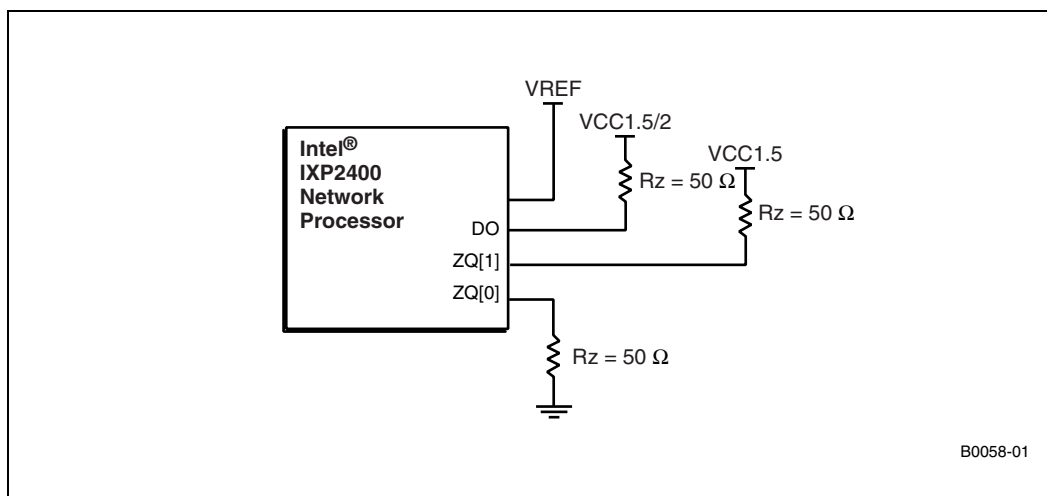 VREF
VCC1.5/2
VCC1.5
Intel®
IXP2400
Network
Processor
Rz = 50 Ω
Rz = 50 Ω
DO
ZQ[1]
ZQ[0]
Rz = 50 Ω
B0058-01